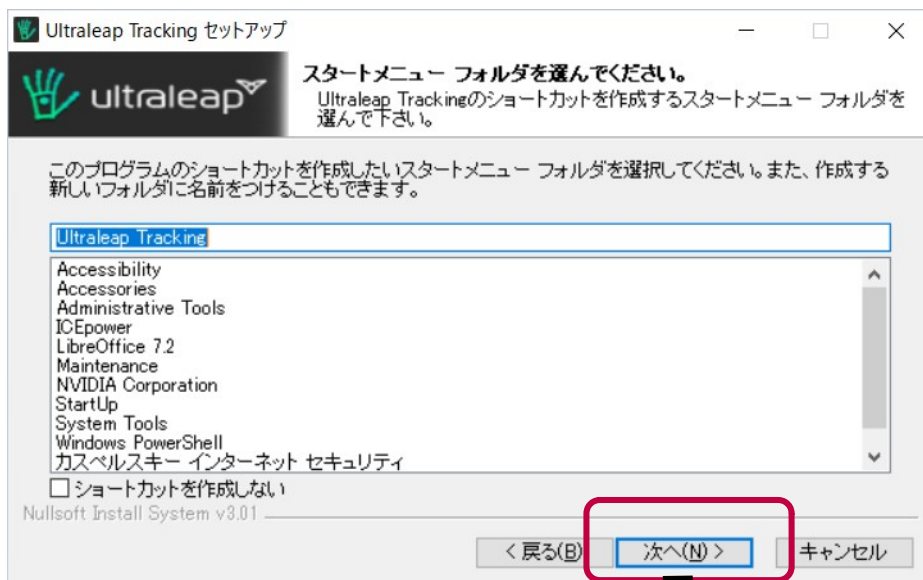 Ultraleap Tracking セットアップ
ultraleap
スタートメニュー フォルダを選んでください。
Ultraleap Trackingのショートカットを作成するスタートメニュー フォルダを
選んで下さい。
このプログラムのショートカットを作成したいスタートメニュー フォルダを選択してください。また、作成する
新しいフォルダに名前をつけることもできます。
Ultraleap Tracking
Accessibility
Accessories
Administrative Tools
ICEpower
LibreOffice 7.2
Maintenance
NVIDIA Corporation
StartUp
System Tools
Windows PowerShell
カスペルスキー インターネット セキュリティ
ショートカットを作成しない
Nullsoft Install System v3.01
< 戻る(B)
次へ(N) >
キャンセル